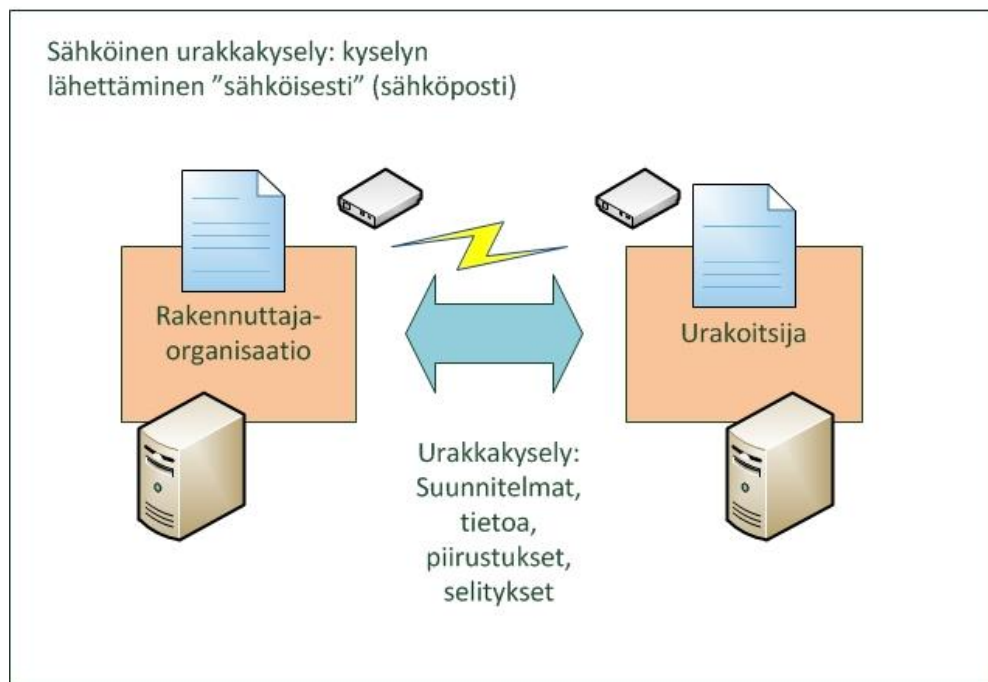 Sähköinen urakkakysely: kyselyn
lähettäminen ”sähköisesti” (sähköposti)
Rakennuttaja-
organisaatio
Urakoitsija
Urakkakysely:
Suunnitelmat,
tietoa,
piirustukset,
selitykset